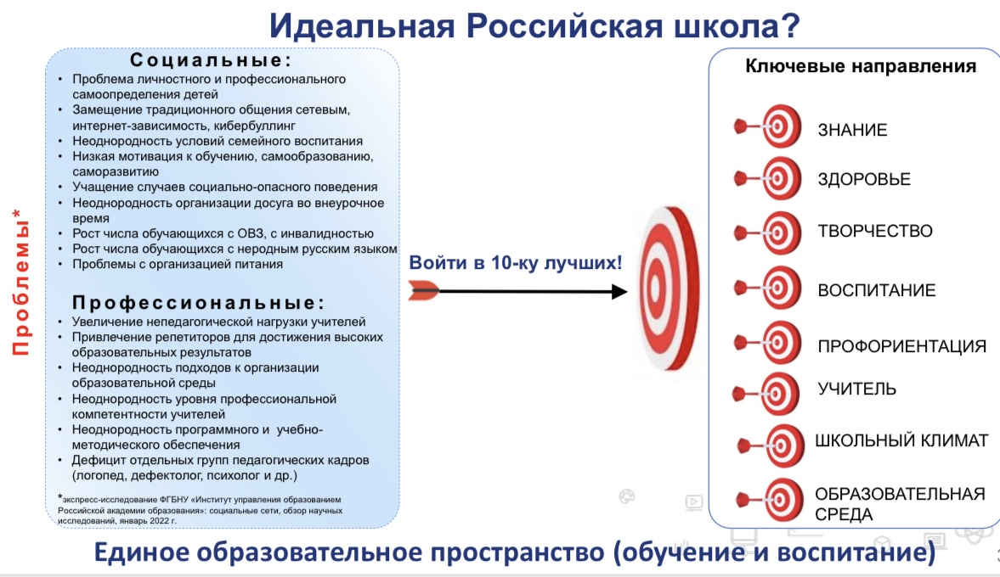 Идеальная Российская школа?
Проблемы*
Социальные:
• Проблема личностного и профессионального
самоопределения детей
• Замещение традиционного общения сетевым,
интернет-зависимость, кибербуллинг
• Неоднородность условий семейного воспитания
• Низкая мотивация к обучению, самообразованию,
саморазвитию
• Учащение случаев социально-опасного поведения
• Неоднородность организации досуга во внеурочное
время
• Рост числа обучающихся с ОВЗ, с инвалидностью
• Рост числа обучающихся с неродным русским языком
• Проблемы с организацией питания
Профессиональные:
• Увеличение непедагогической нагрузки учителей
• Привлечение репетиторов для достижения высоких
образовательных результатов
• Неоднородность подходов к организации
образовательной среды
• Неоднородность уровня профессиональной
компетентности учителей
• Неоднородность программного и учебно-
методического обеспечения
• Дефицит отдельных групп педагогических кадров
(логопед, дефектолог, психолог и др.)
*экспресс-исследование ФГБНУ «Институт управления образованием
Российской академии образования»: социальные сети, обзор научных
исследований, январь 2022 г.
Войти в 10-ку лучших!
Ключевые направления
ЗНАНИЕ
ЗДОРОВЬЕ
ТВОРЧЕСТВО
ВОСПИТАНИЕ
ПРОФОРИЕНТАЦИЯ
УЧИТЕЛЬ
ШКОЛЬНЫЙ КЛИМАТ
ОБРАЗОВАТЕЛЬНАЯ
СРЕДА
Единое образовательное пространство (обучение и воспитание)